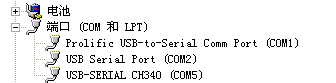 电池
端口 (COM 和 LPT)
Prolific USB-to-Serial Comm Port (COM1)
USB Serial Port (COM2)
USB-SERIAL CH340 (COM5)